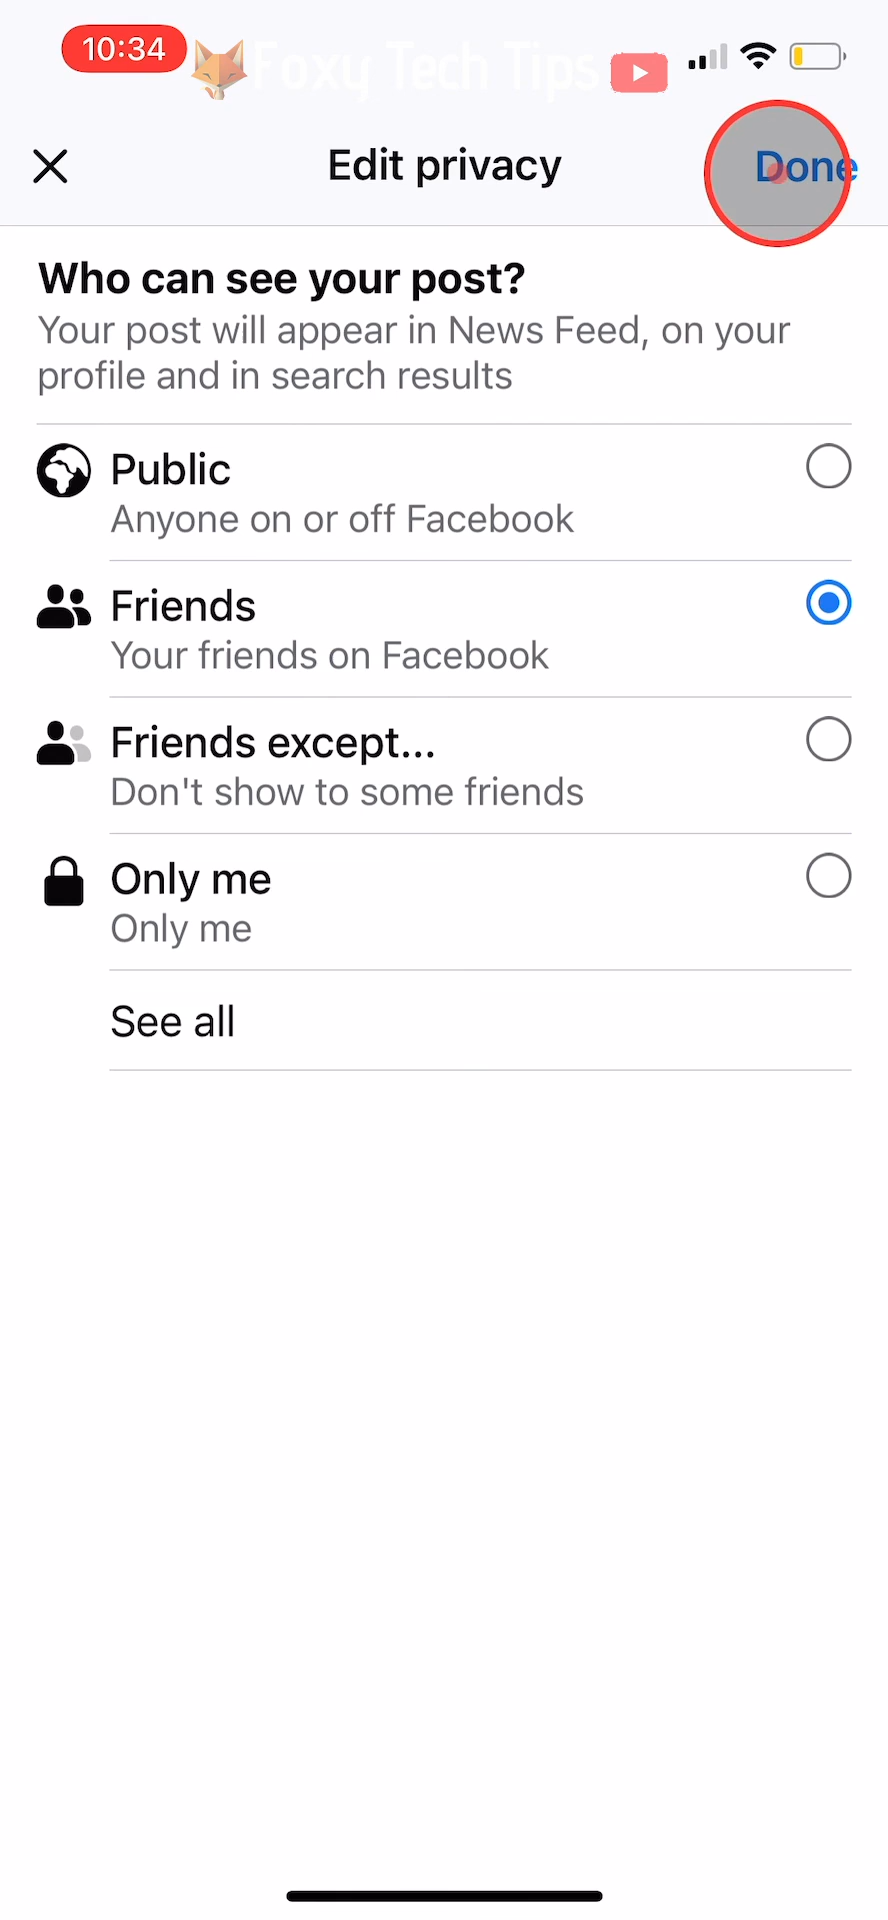 10:34
Foxy Tech Tips
Edit privacy
Done
Who can see your post?
Your post will appear in News Feed, on your
profile and in search results
Public
Anyone on or off Facebook
Friends
Your friends on Facebook
Friends except...
Don't show to some friends
Only me
Only me
See all